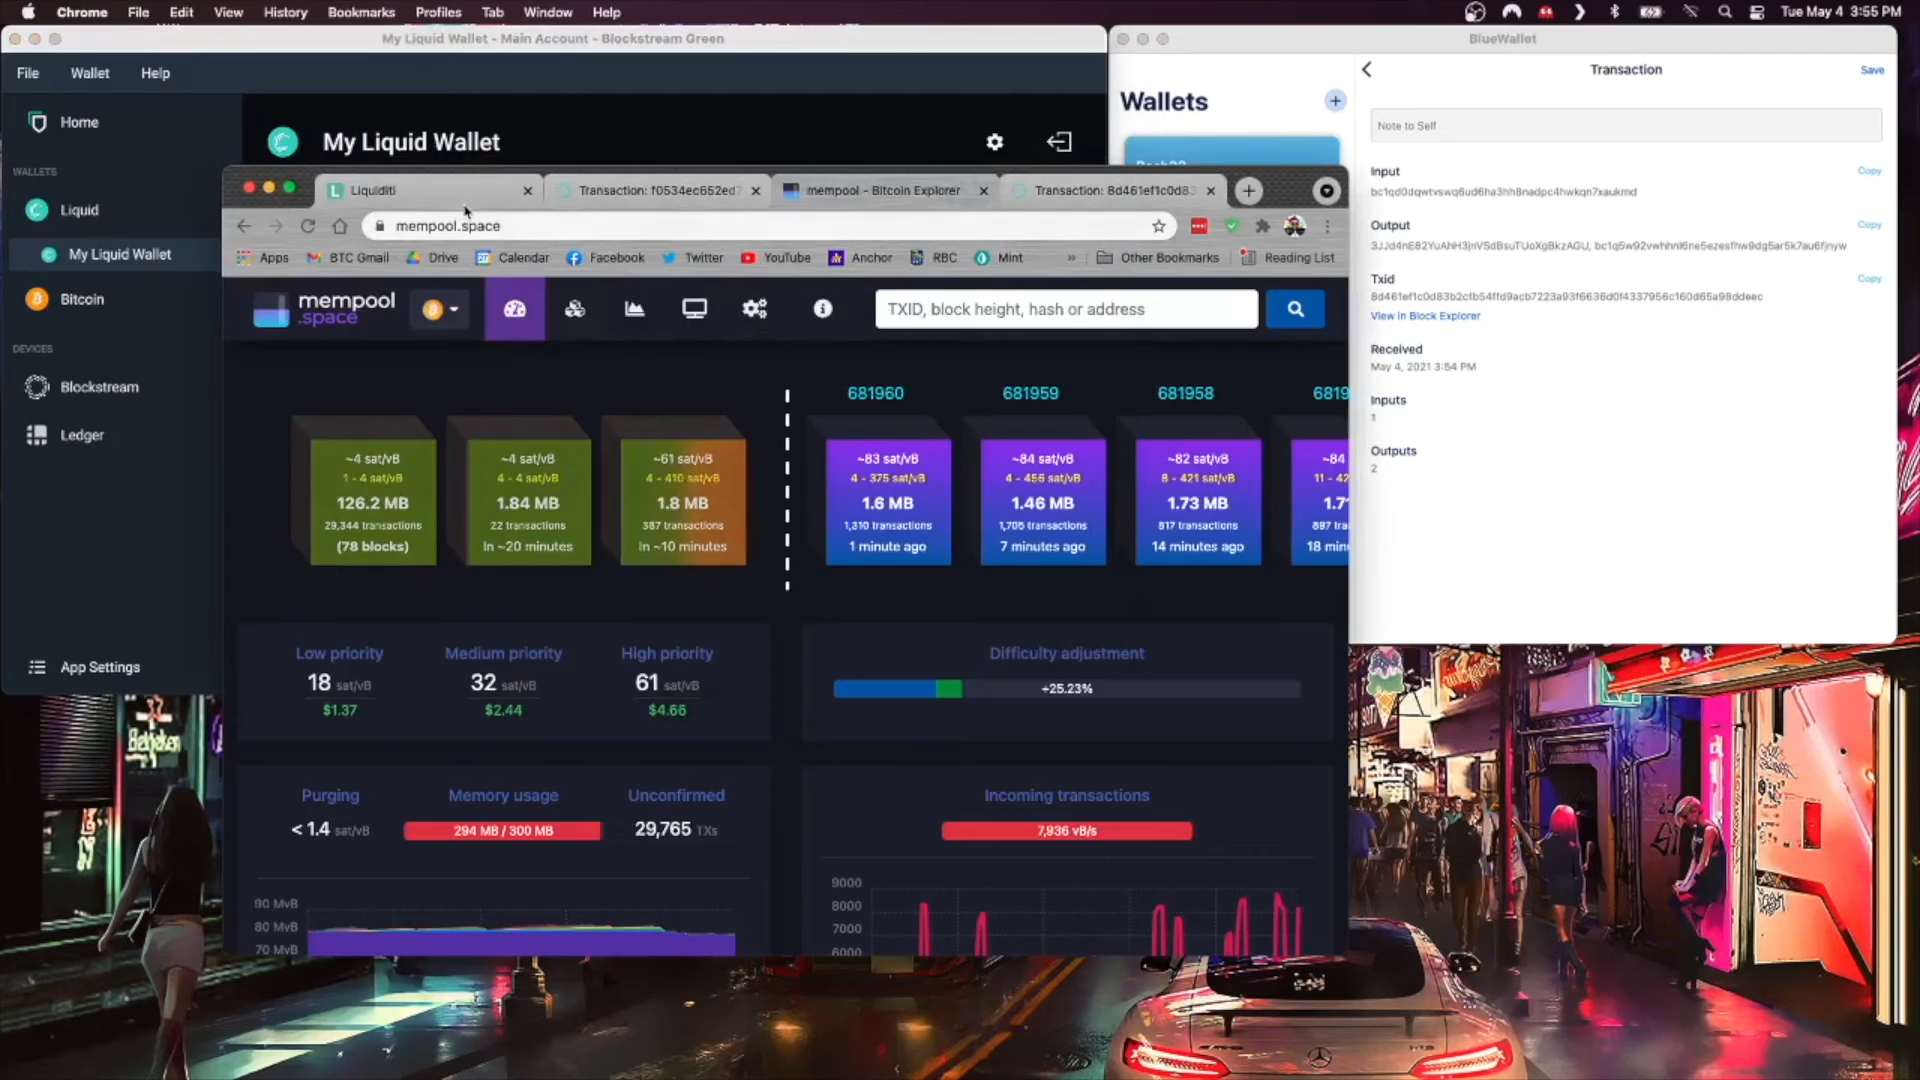 Chrome File Edit View History Bookmarks Profiles Tab Window Help
Tue May 4 3:55 PM
My Liquid Wallet - Main Account - Blockstream Green
File Wallet Help
Home
WALLETS
Liquid
My Liquid Wallet
Bitcoin
DEVICES
Blockstream
Ledger
App Settings
My Liquid Wallet
Liquiditi
Transaction: f0534ec652ed7
mempool - Bitcoin Explorer
Transaction: 8d461ef1c0d83
mempool.space
Apps BTC Gmail Drive Calendar Facebook Twitter YouTube Anchor RBC Mint » Other Bookmarks Reading List
mempool
.space
TXID, block height, hash or address
681960 681959 681958 6819
~4 sat/vB
1 - 4 sat/vB
126.2 MB
29,344 transactions
(78 blocks)
~4 sat/vB
4 - 4 sat/vB
1.84 MB
22 transactions
In ~20 minutes
~61 sat/vB
4 - 410 sat/vB
1.8 MB
387 transactions
In ~10 minutes
~83 sat/vB
4 - 375 sat/vB
1.6 MB
1,310 transactions
1 minute ago
~84 sat/vB
4 - 456 sat/vB
1.46 MB
1,705 transactions
7 minutes ago
~82 sat/vB
8 - 421 sat/vB
1.73 MB
817 transactions
14 minutes ago
~84
11 - 42
1.7
897 tra
18 min
Low priority Medium priority High priority
18 sat/vB 32 sat/vB 61 sat/vB
$1.37 $2.44 $4.66
Difficulty adjustment
+25.23%
Purging Memory usage Unconfirmed
< 1.4 sat/vB 294 MB / 300 MB 29,765 TXs
90 MvB
80 MvB
70 MvB
Incoming transactions
7,936 vB/s
9000
8000
7000
6000
BlueWallet
Wallets
Transaction
Save
Note to Self
Input
Copy
Output
Copy
Txid
Copy
View in Block Explorer
Received
May 4, 2021 3:54 PM
Inputs
1
Outputs
2